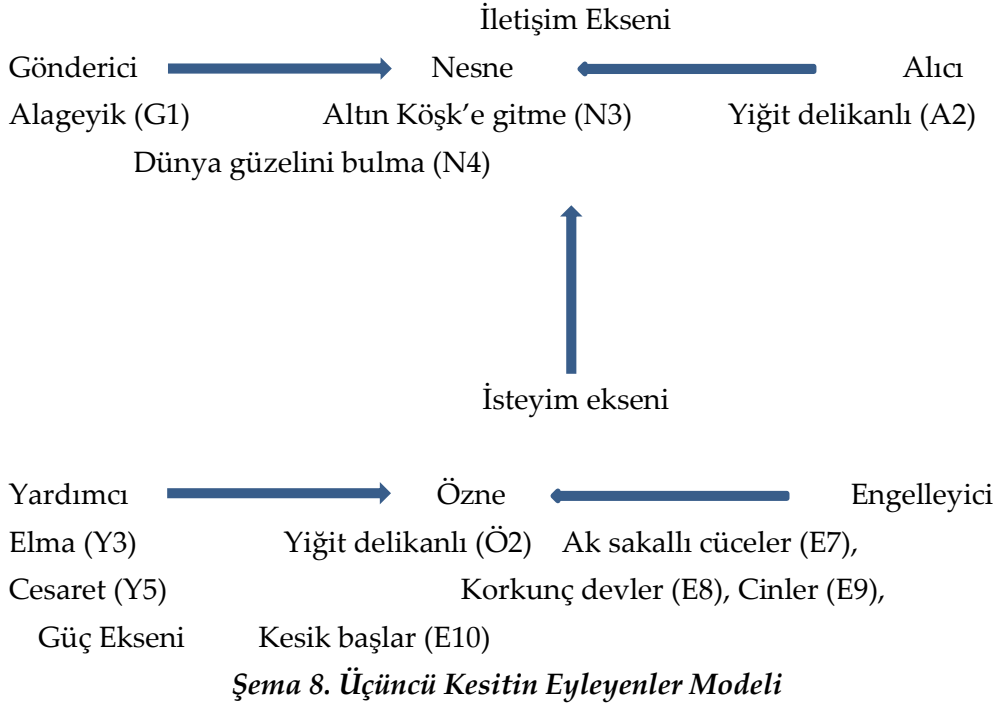 İletişim Ekseni
Gönderici Nesne Alıcı
Alageyik (G1) Altın Köşk’e gitme (N3) Yiğit delikanlı (A2)
Dünya güzelini bulma (N4)
İsteyim ekseni
Yardımcı Özne Engelleyici
Elma (Y3) Yiğit delikanlı (Ö2) Ak sakallı cüceler (E7),
Cesaret (Y5) Korkunç devler (E8), Cinler (E9),
Güç Ekseni Kesik başlar (E10)
Şema 8. Üçüncü Kesitin Eyleyenler Modeli